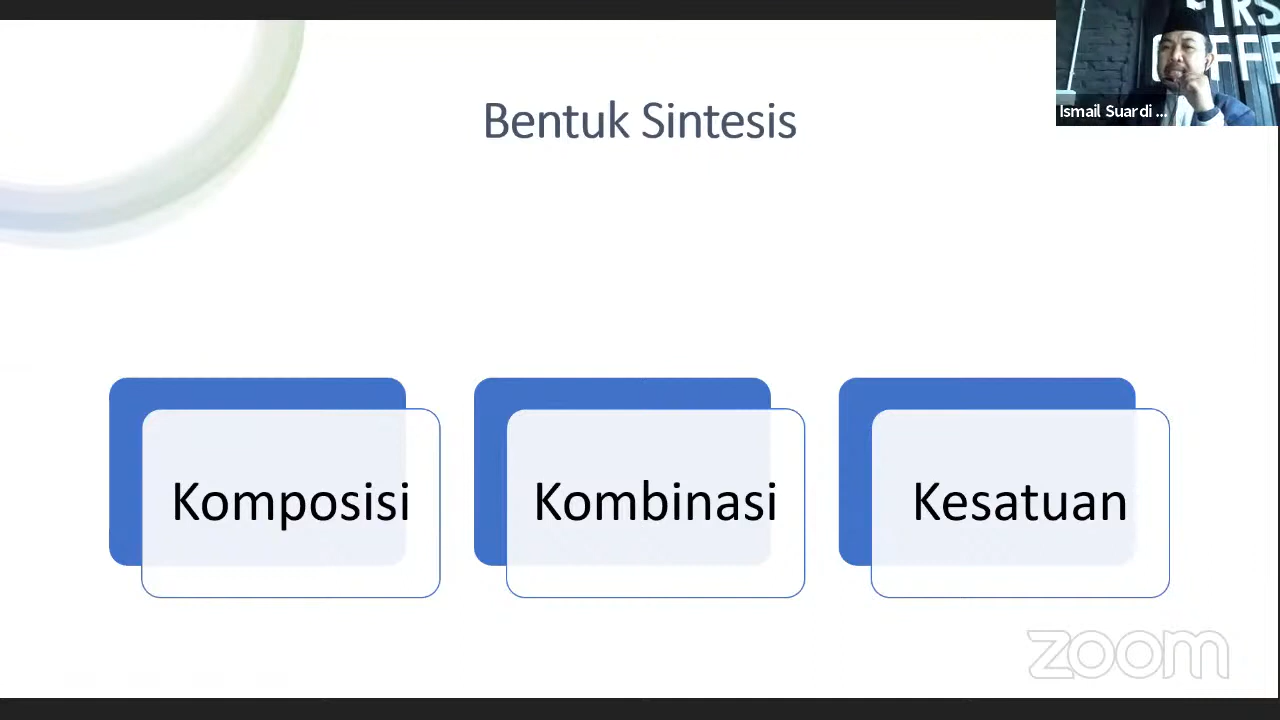 Bentuk Sintesis
Ismail Suardi ...
Komposisi
Kombinasi
Kesatuan
zoom